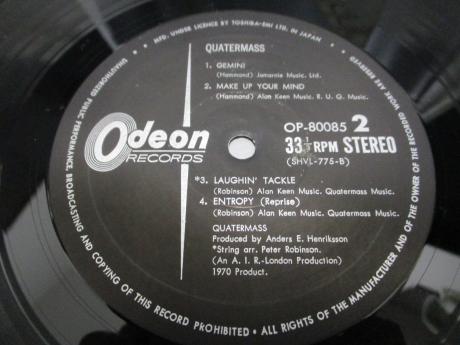 MFD. UNDER LICENCE BY TOSHIBA-EMI LTD. IN JAPAN
QUATERMASS
1. GEMINI
(Hammond) Jamarnie Music. Ltd.
2. MAKE UP YOUR MIND
(Hammond) Alan Keen Music. R. U. G. Music.
Odeon
RECORDS
OP-80085 2
33⅓ RPM STEREO
(SHVL-775-B)
*3. LAUGHIN' TACKLE
(Robinson) Alan Keen Music. Quatermass Music.
4. ENTROPY (Reprise)
(Robinson) Alan Keen Music. Quatermass Music.
QUATERMASS
Produced by Anders E. Henriksson
*String arr. Peter Robinson.
(An A. I. R.-London Production)
1970 Product.
UNAUTHORIZED PUBLIC PERFORMANCE, BROADCASTING AND COPYING OF THIS RECORD PROHIBITED • ALL RIGHTS OF THE MANUFACTURER AND OF THE OWNER OF THE RECORDED WORK ARE RESERVED